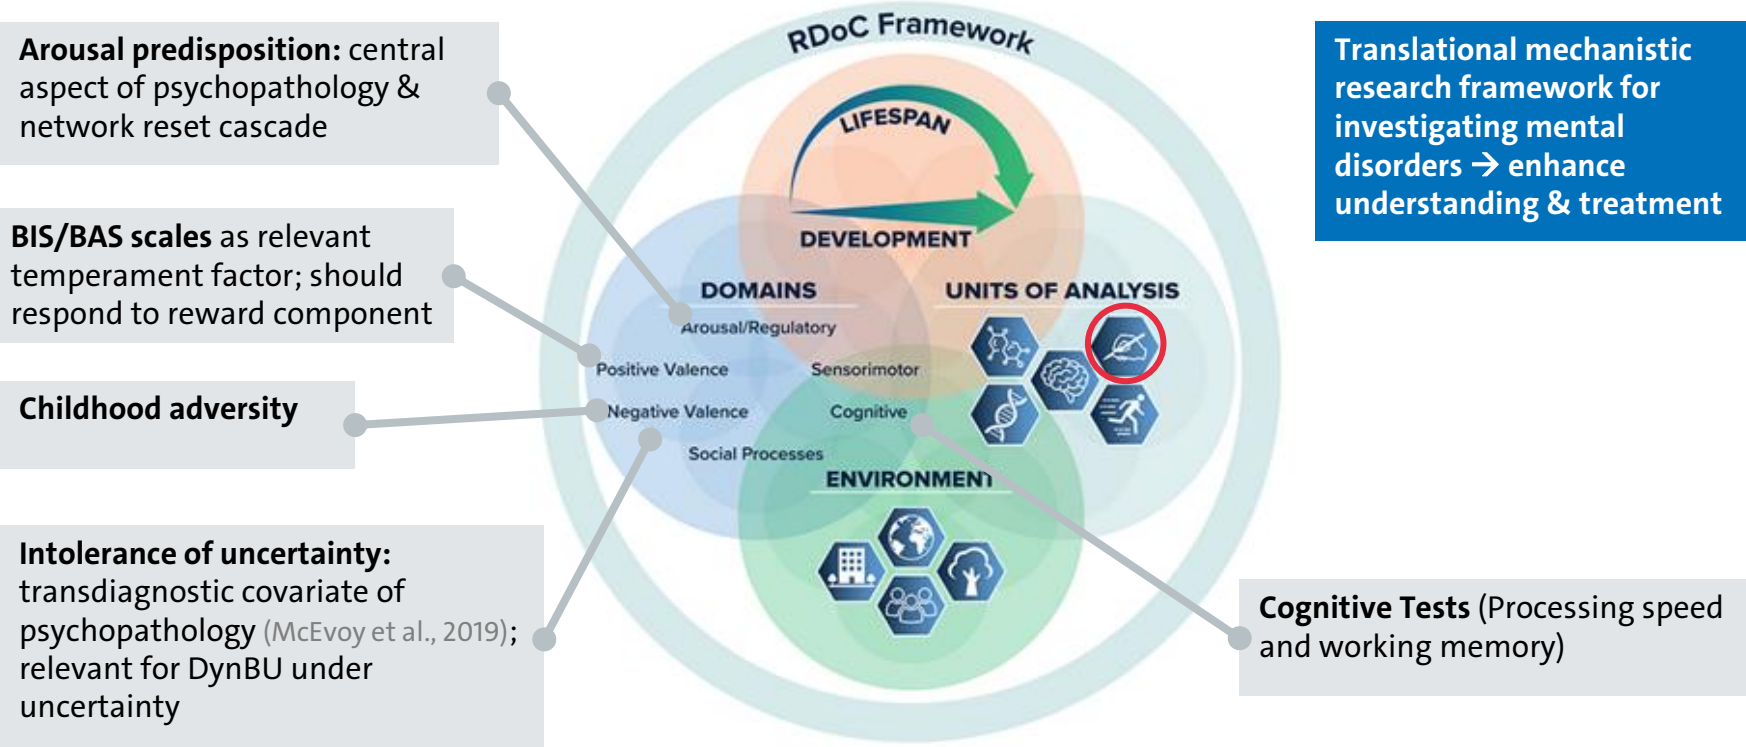 RDoC Framework
Arousal predisposition: central
aspect of psychopathology &
network reset cascade
BIS/BAS scales as relevant
temperament factor; should
respond to reward component
Childhood adversity
Intolerance of uncertainty:
transdiagnostic covariate of
psychopathology (McEvoy et al., 2019);
relevant for DynBU under
uncertainty
LIFESPAN
DEVELOPMENT
DOMAINS
Arousal/Regulatory
Positive Valence
Sensorimotor
Negative Valence
Cognitive
Social Processes
UNITS OF ANALYSIS
ENVIRONMENT
Translational mechanistic
research framework for
investigating mental
disorders → enhance
understanding & treatment
Cognitive Tests (Processing speed
and working memory)